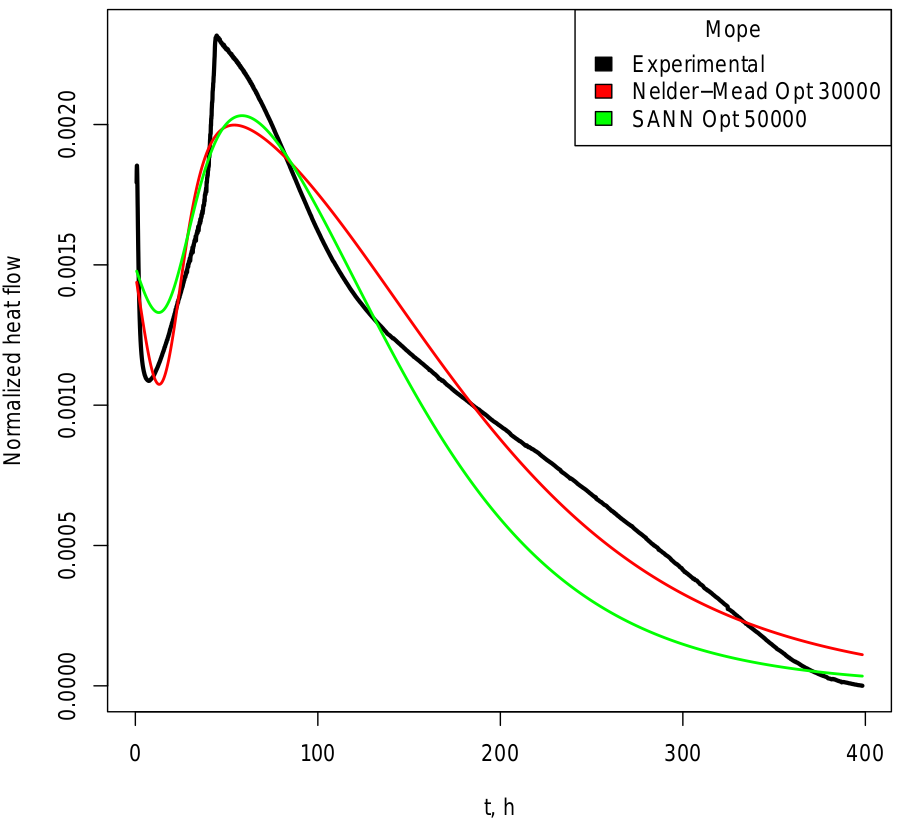 Mope
Experimental
Nelder−Mead Opt 30000
SANN Opt 50000
Normalized heat flow
0.0020
0.0015
0.0010
0.0005
0.0000
0 100 200 300 400
t, h